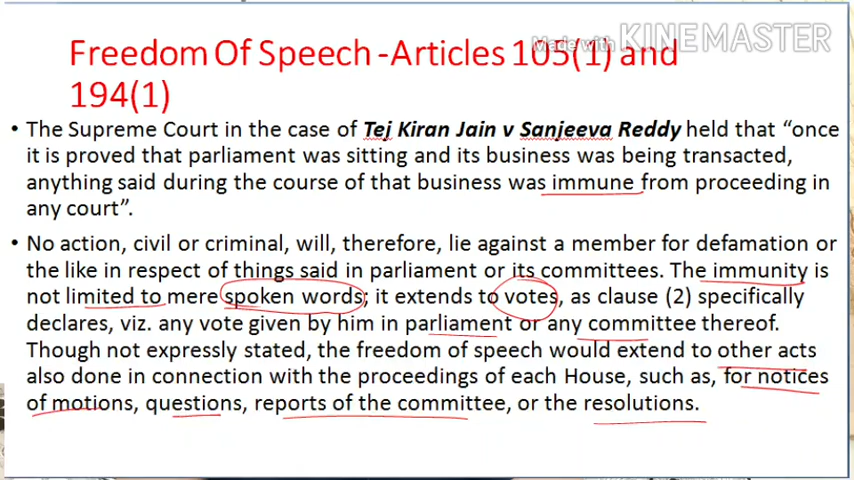 Made with KINEMASTER
Freedom Of Speech -Articles 105(1) and
194(1)
• The Supreme Court in the case of Tej Kiran Jain v Sanjeeva Reddy held that “once
it is proved that parliament was sitting and its business was being transacted,
anything said during the course of that business was immune from proceeding in
any court”.
• No action, civil or criminal, will, therefore, lie against a member for defamation or
the like in respect of things said in parliament or its committees. The immunity is
not limited to mere spoken words; it extends to votes, as clause (2) specifically
declares, viz. any vote given by him in parliament or any committee thereof.
Though not expressly stated, the freedom of speech would extend to other acts
also done in connection with the proceedings of each House, such as, for notices
of motions, questions, reports of the committee, or the resolutions.